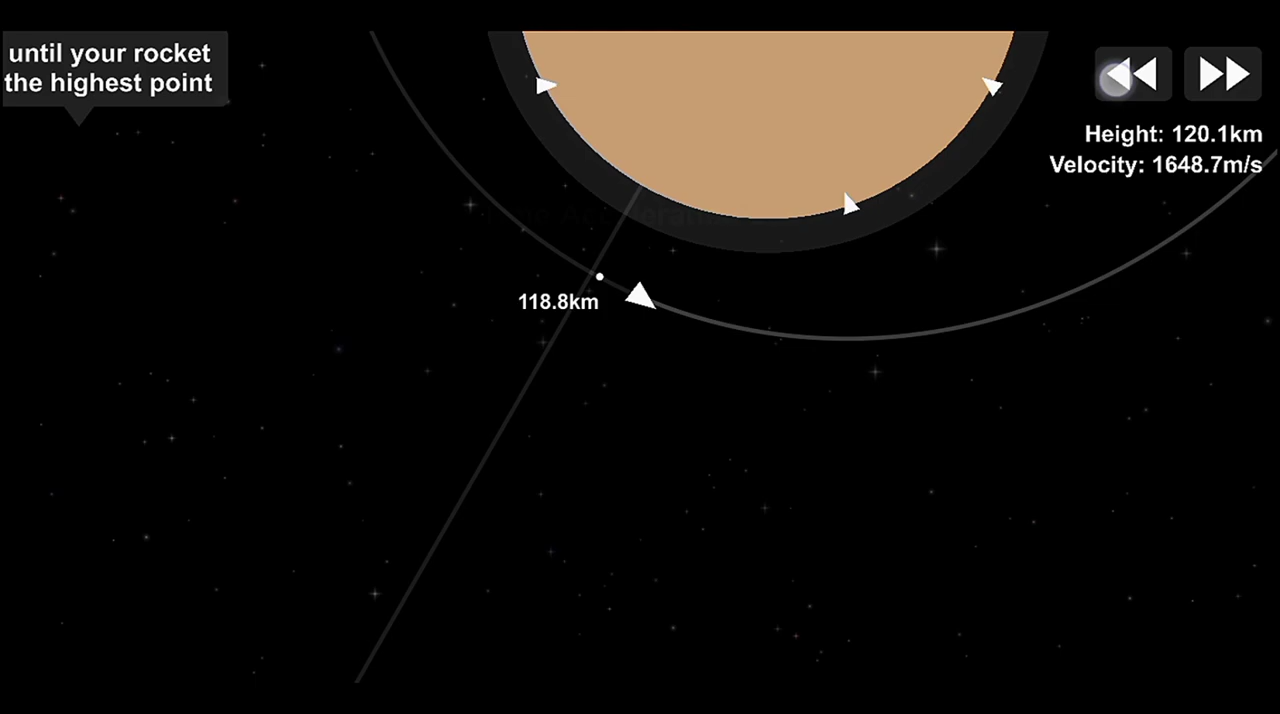 until your rocket
the highest point
Height: 120.1km
Velocity: 1648.7m/s
118.8km